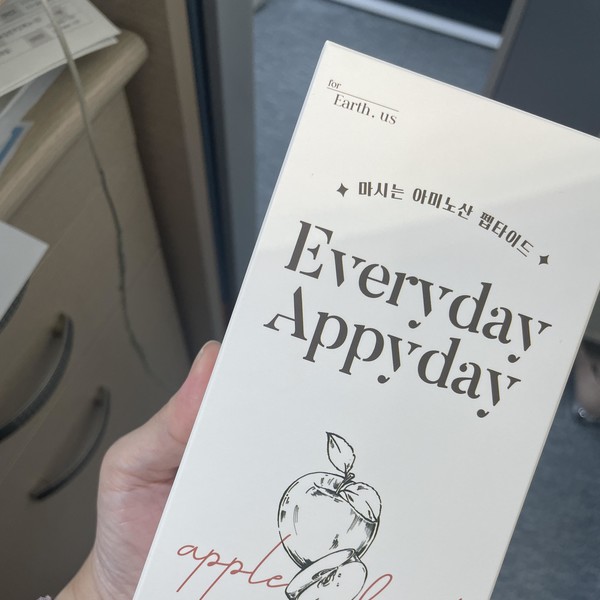 for
Earth. us
마시는 아미노산 펩타이드
Everyday
Appyday
apple